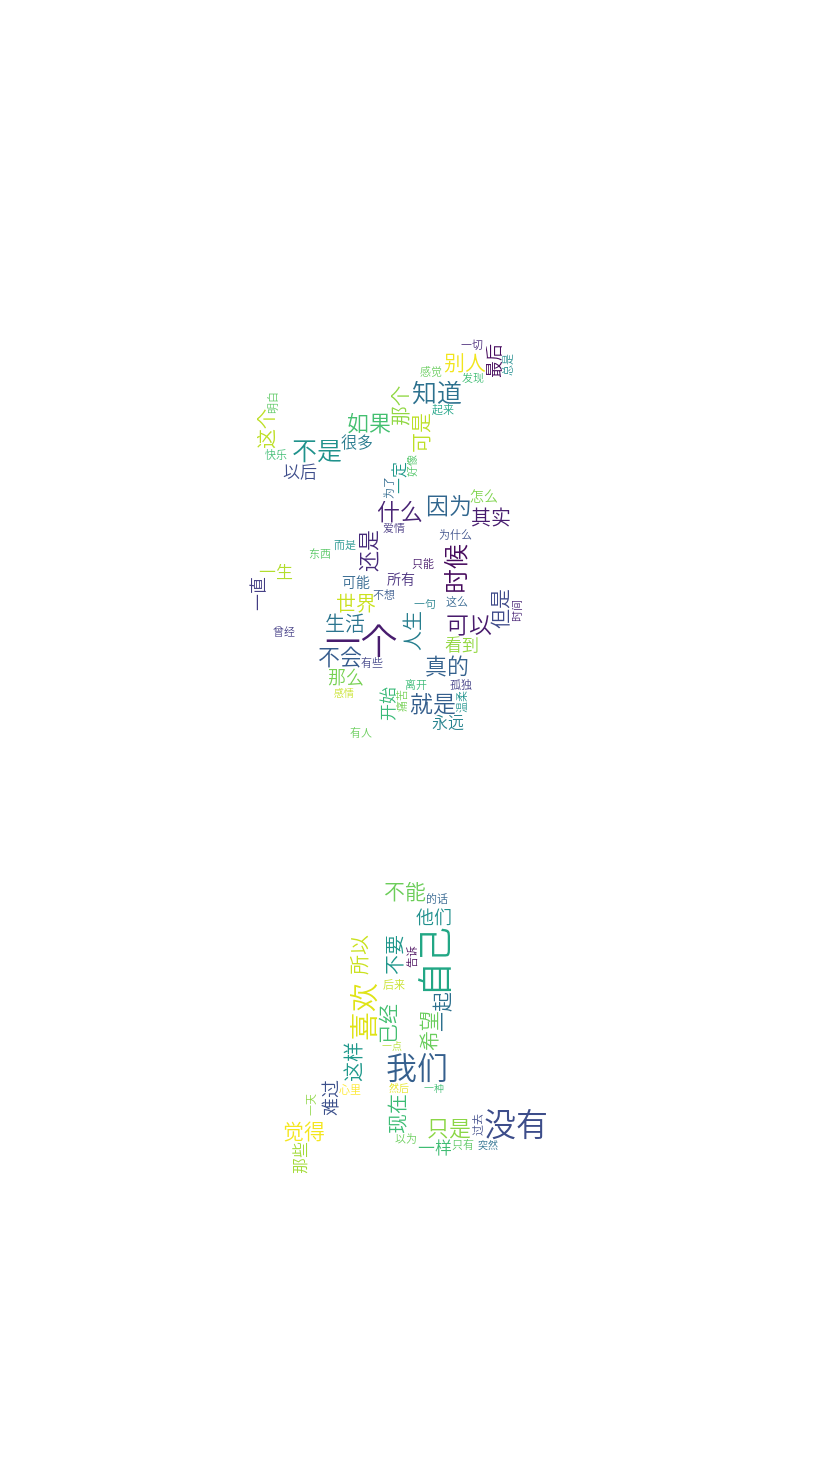 一切
最后
总是
别人
感觉
发现
知道
那个
起来
明白
这个
如果
可是
很多
不是
快乐
以后
一定
好像
为了
什么
因为
怎么
其实
爱情
为什么
还是
而是
东西
时候
只能
一生
一直
可能
所有
不想
世界
一句
这么
但是
时间
生活
人生
可以
曾经
一个
看到
不会
有些
真的
那么
感情
离开
孤独
开始
痛苦
就是
温柔
永远
有人
不能
的话
他们
自己
不要
告诉
所以
后来
喜欢
一起
已经
希望
一点
这样
我们
心里
然后
一种
难过
一天
现在
只是
过去
没有
觉得
以为
一样
只有
突然
那些